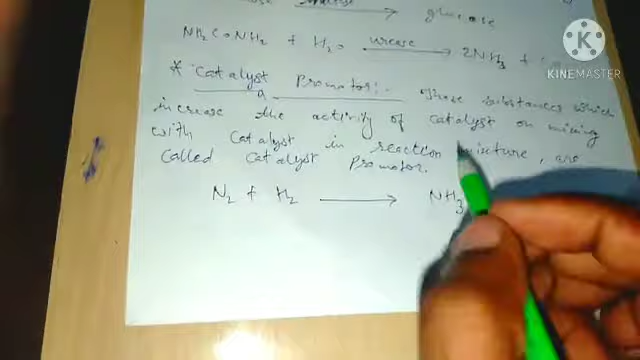 glucose
NH2CONH2 + H2O urease 2NH3 +
* Catalyst Promotor:- These substances which
increase the activity of catalyst on mixing
with catalyst in reaction mixture, are
called catalyst Promotor.
N2 + H2 → NH3
KINEMASTER